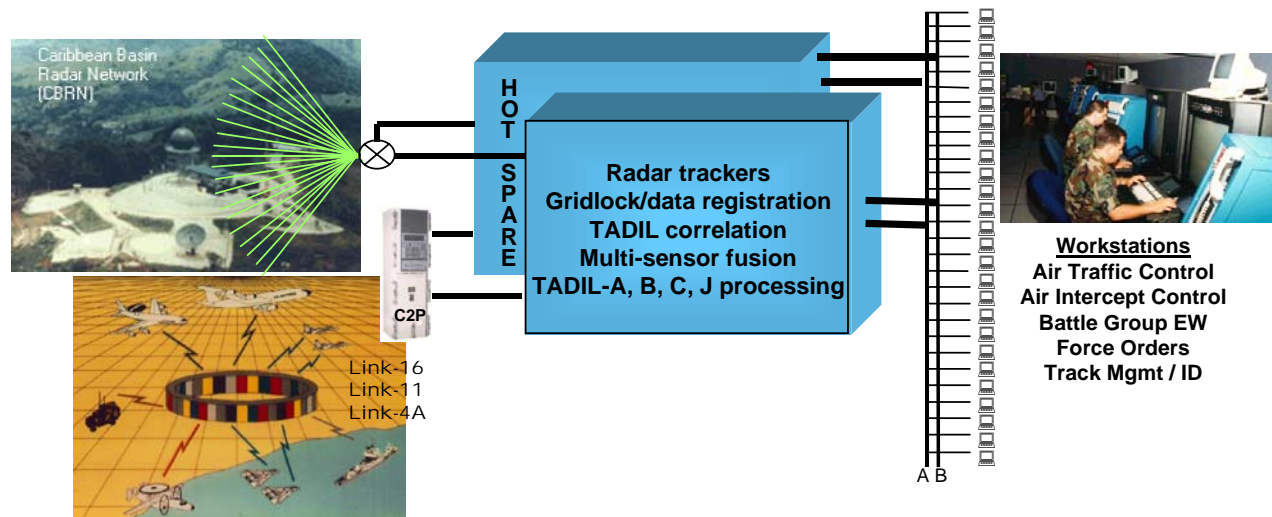 Caribbean Basin
Radar Network
(CBRN)
HOT SPARE
Radar trackers
Gridlock/data registration
TADIL correlation
Multi-sensor fusion
TADIL-A, B, C, J processing
C2P
Link-16
Link-11
Link-4A
A B
Workstations
Air Traffic Control
Air Intercept Control
Battle Group EW
Force Orders
Track Mgmt / ID